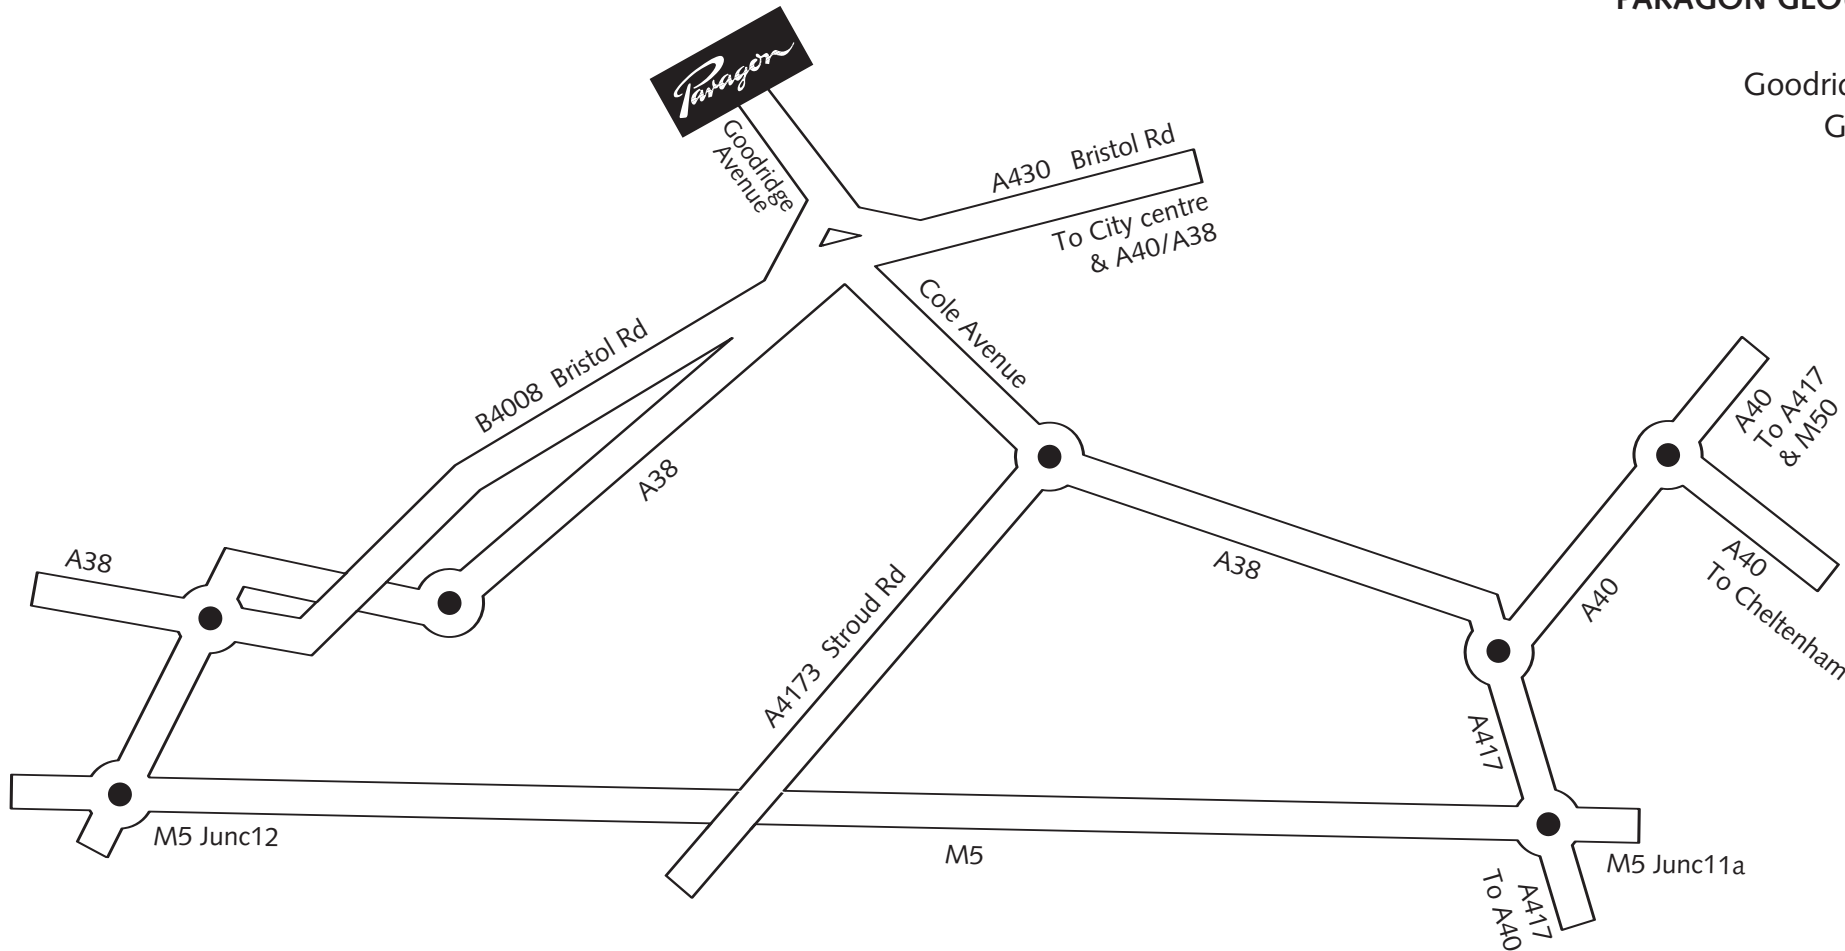 PARAGON
Goodri
G
Paragon
Goodridge
Avenue
A430 Bristol Rd
To City centre
& A40/A38
Cole Avenue
B4008 Bristol Rd
A38
A38
A40
To A417
& M50
A40
To Cheltenham
A40
A38
A4173 Stroud Rd
A417
M5 Junc12
M5
M5 Junc11a
A417
To A40